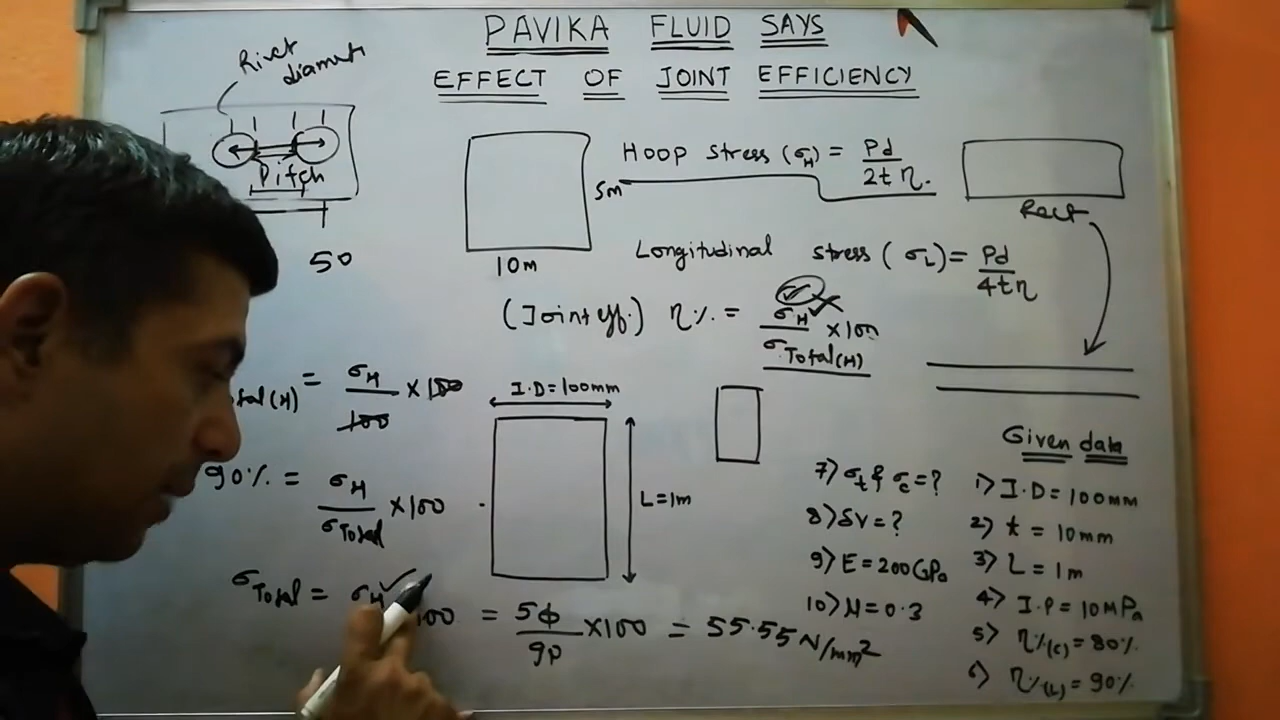 PAVIKA FLUID SAYS
EFFECT OF JOINT EFFICIENCY
Rivet
Pitch
50
5m
10m
Hoop Stress (σH) = Pd / 2t η.
Rect
Longitudinal Stress (σL) = Pd / 4tη
(Joint eff.) η% = σH / σTotal(H) ×100
(H) = σH / 100 × 100
90% = σH / σTotal ×100
I.D=100mm
L=1m
σTotal = σH 100 = 50 / 90 ×100 = 55.55 N/mm²
7) σt & σc = ?
8) δV = ?
9) E = 200GPa
10) μ = 0.3
Given data
1) I.D=100mm
2) t = 10mm
3) L = 1m
4) I.P = 10MPa
5) η%(c) = 80%
6) η%(L) = 90%